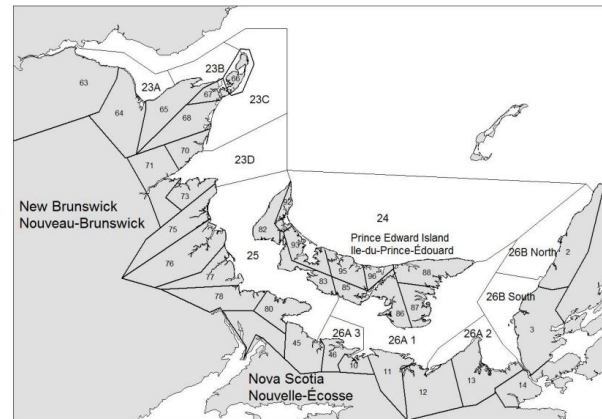 63
23A
23B
66
67
23C
64
65
68
71
70
23D
73
New Brunswick
Nouveau-Brunswick
75
82
92
24
Prince Edward Island
Ile-du-Prince-Édouard
93
25
76
77
95
96
88
83
85
26B North
2
78
80
86
87
26B South
26A 3
26A 1
26A 2
3
45
46
10
11
12
13
14
Nova Scotia
Nouvelle-Écosse